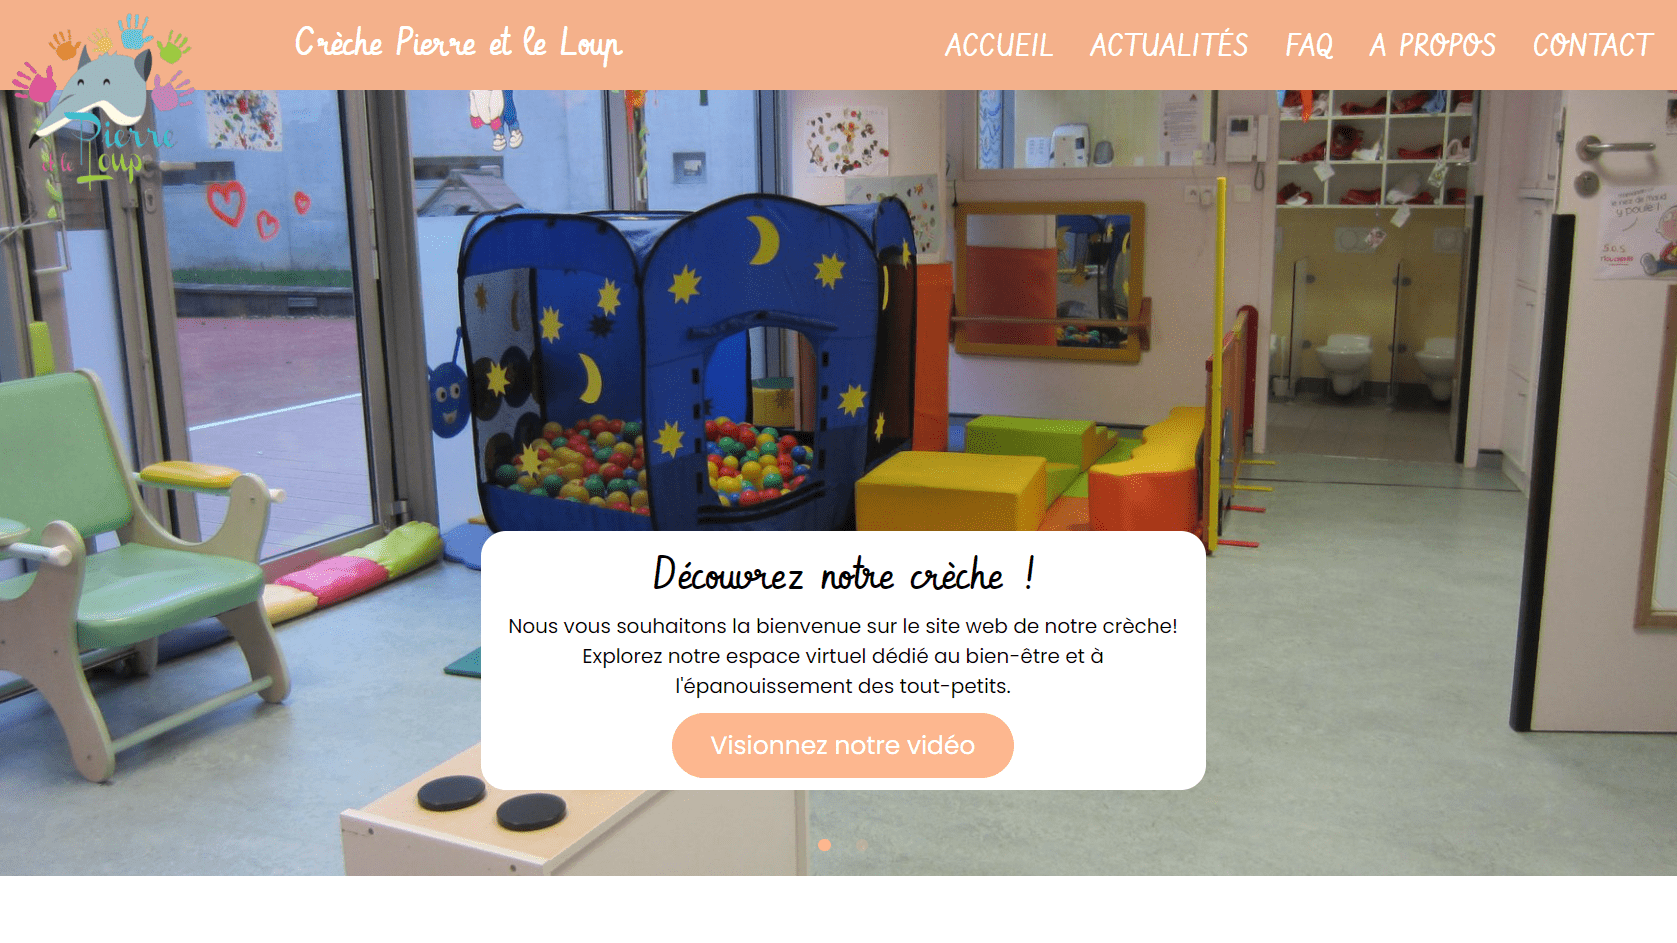 Crèche Pierre et le Loup
ACCUEIL ACTUALITÉS FAQ A PROPOS CONTACT
Pierre
et le Loup
y poule !
S.O.S.
Découvrez notre crèche !
Nous vous souhaitons la bienvenue sur le site web de notre crèche!
Explorez notre espace virtuel dédié au bien-être et à
l'épanouissement des tout-petits.
Visionnez notre vidéo